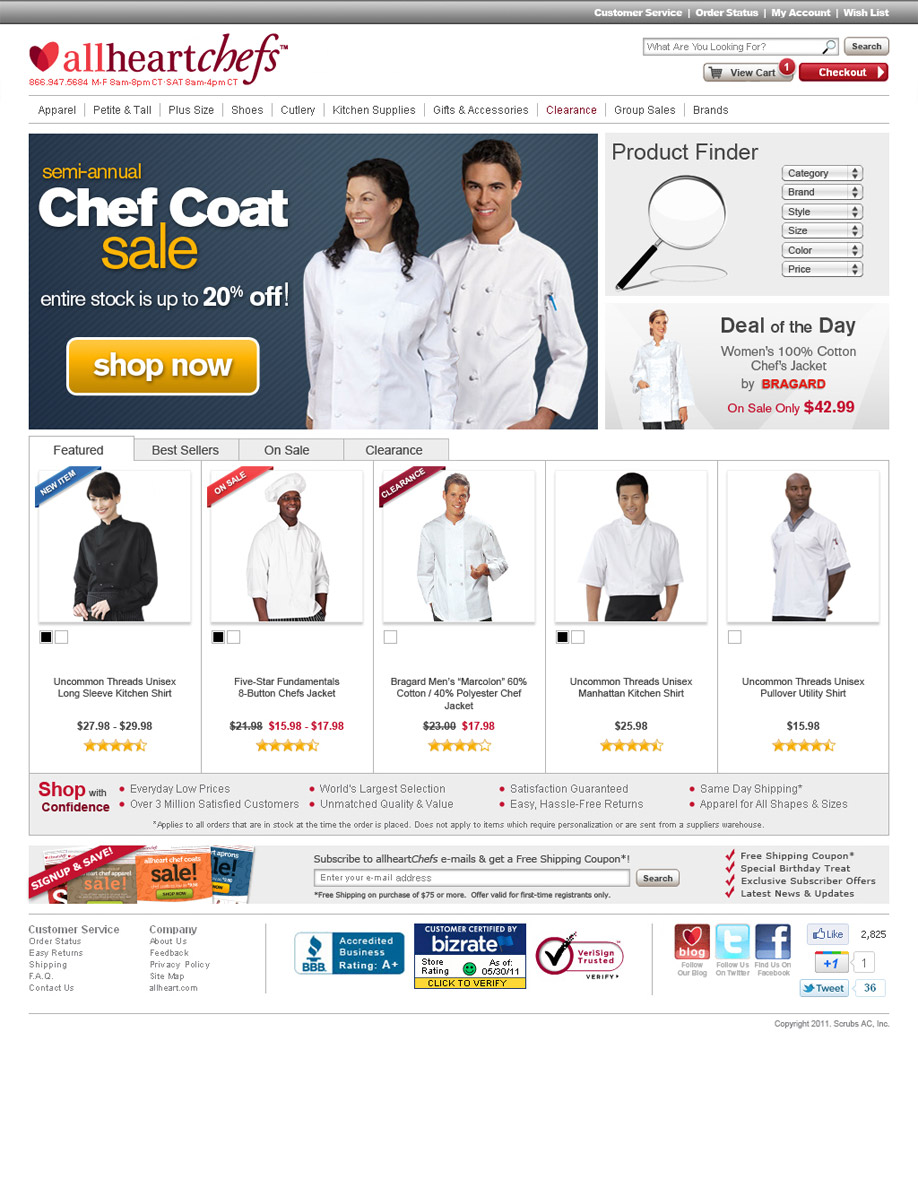 Customer Service | Order Status | My Account | Wish List
allheartchefs™
866.947.5684 M-F 8am-8pm CT·SAT 8am-4pm CT
What Are You Looking For?
Search
View Cart
1
Checkout
Apparel
Petite & Tall
Plus Size
Shoes
Cutlery
Kitchen Supplies
Gifts & Accessories
Clearance
Group Sales
Brands
semi-annual
Chef Coat
sale
entire stock is up to 20% off!
shop now
Product Finder
Category
Brand
Style
Size
Color
Price
Deal of the Day
Women's 100% Cotton
Chef's Jacket
by BRAGARD
On Sale Only $42.99
Featured
Best Sellers
On Sale
Clearance
NEW ITEM
ON SALE
CLEARANCE
Uncommon Threads Unisex
Long Sleeve Kitchen Shirt
$27.98 - $29.98
Five-Star Fundamentals
8-Button Chefs Jacket
$21.98 $15.98 - $17.98
Bragard Men's “Marcolon” 60%
Cotton / 40% Polyester Chef
Jacket
$23.00 $17.98
Uncommon Threads Unisex
Manhattan Kitchen Shirt
$25.98
Uncommon Threads Unisex
Pullover Utility Shirt
$15.98
Shop with
Confidence
Everyday Low Prices
Over 3 Million Satisfied Customers
World's Largest Selection
Unmatched Quality & Value
Satisfaction Guaranteed
Easy, Hassle-Free Returns
Same Day Shipping*
Apparel for All Shapes & Sizes
*Applies to all orders that are in stock at the time the order is placed. Does not apply to items which require personalization or are sent from a suppliers warehouse.
SIGNUP & SAVE!
allheart chef apparel
sale!
allheart chef coats
sale!
SHOP NOW
aprons
sale!
Subscribe to allheartChefs e-mails & get a Free Shipping Coupon*!
Enter your e-mail address
Search
*Free Shipping on purchase of $75 or more. Offer valid for first-time registrants only.
Free Shipping Coupon*
Special Birthday Treat
Exclusive Subscriber Offers
Latest News & Updates
Customer Service
Order Status
Easy Returns
Shipping
F.A.Q.
Contact Us
Company
About Us
Feedback
Privacy Policy
Site Map
allheart.com
BBB.
Accredited
Business
Rating: A+
CUSTOMER CERTIFIED BY
bizrate
Store
Rating
As of:
05/30/11
CLICK TO VERIFY
VeriSign
Trusted™
VERIFY
blog
Follow
Our Blog
Follow Us
On Twitter
Find Us On
Facebook
Like
2,825
+1
1
Tweet
36
Copyright 2011. Scrubs AC, Inc.